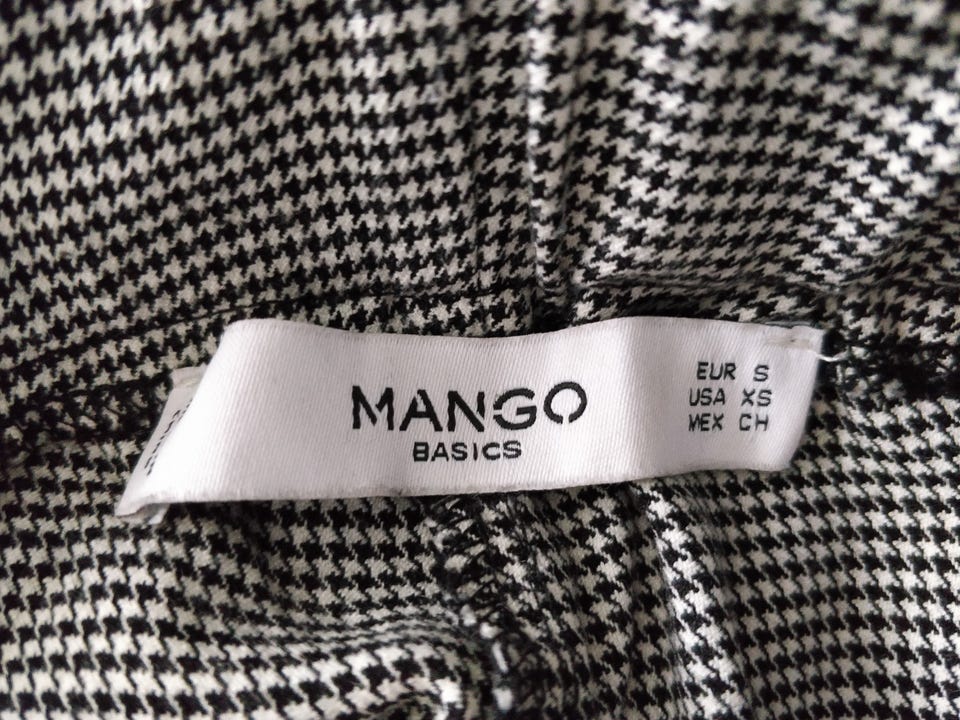 MANGO
BASICS
EUR S
USA XS
MEX CH